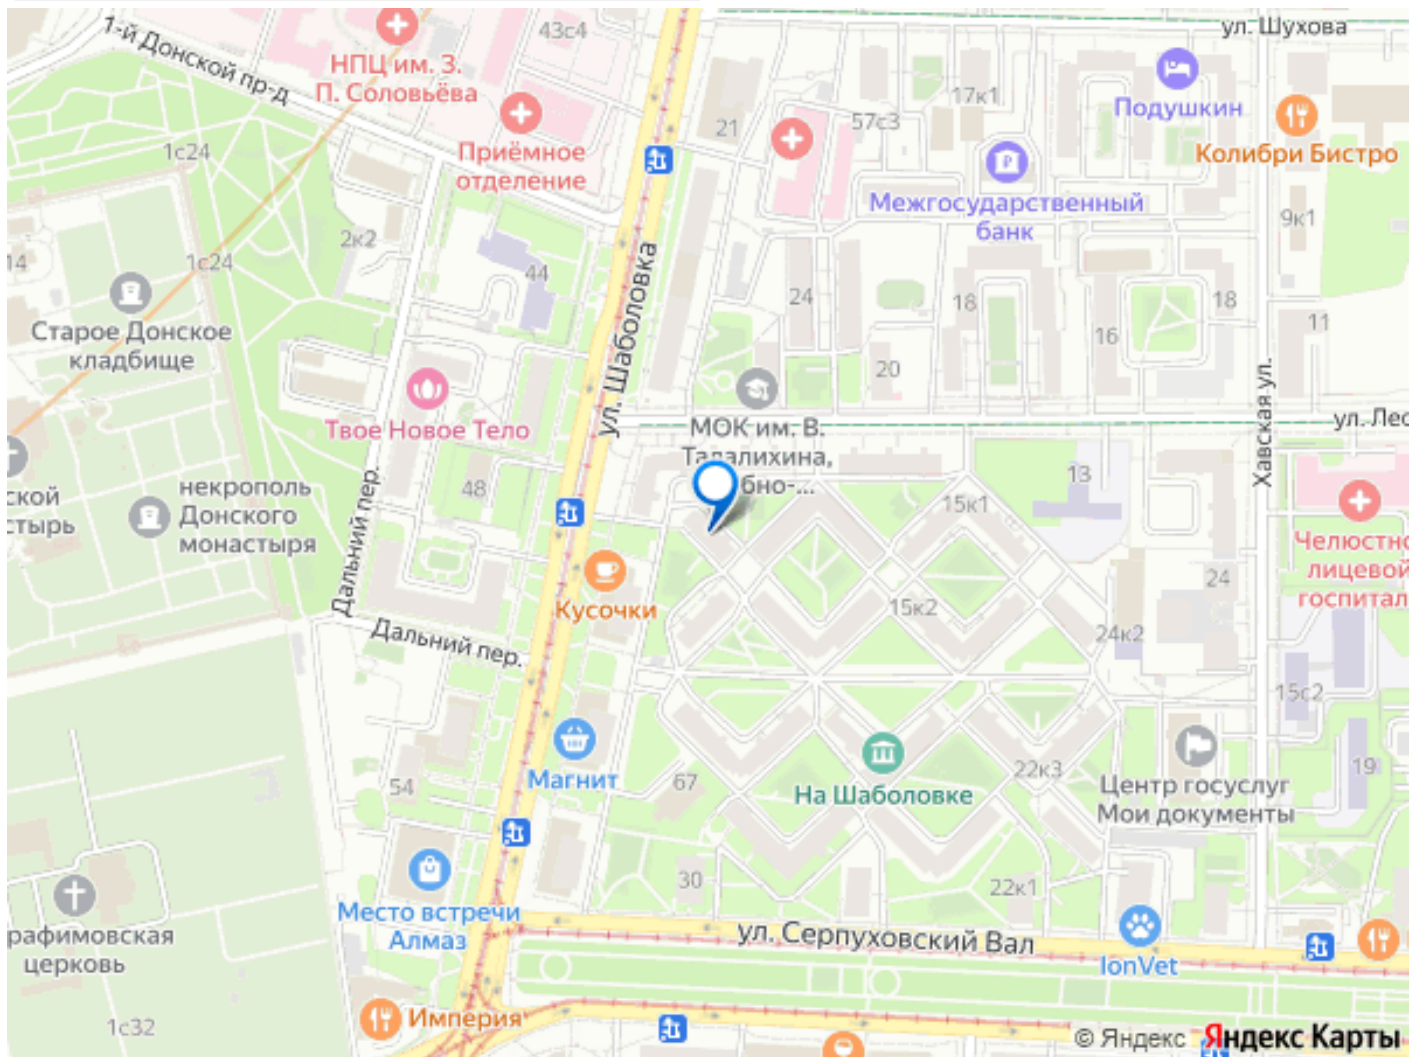 ул. Шухова
43с4
1-й Донской пр-д
НПЦ им. З.
П. Соловьёва
17к1
Подушкин
57с3
21
Колибри Бистро
Приёмное
отделение
1с24
Межгосударственный
банк
9к1
2к2
1с24
14
44
ул. Шаболовка
24
18
18
Старое Донское
кладбище
16
11
20
Твое Новое Тело
МОК им. В.
Талалихина,
ул. Лес
Хавская ул.
13
48
некрополь
Донского
монастыря
ской
стырь
15к1
Дальний пер.
Челюстно
лицевой
госпитал
24
Кусочки
15к2
24к2
Дальний пер.
15с2
Магнит
67
54
На Шаболовке
22к3
Центр госуслуг
Мои документы
19
30
22к1
Место встречи
Алмаз
рафимовская
церковь
ул. Серпуховский Вал
IonVet
Империя
1с32
© Яндекс Яндекс Карты